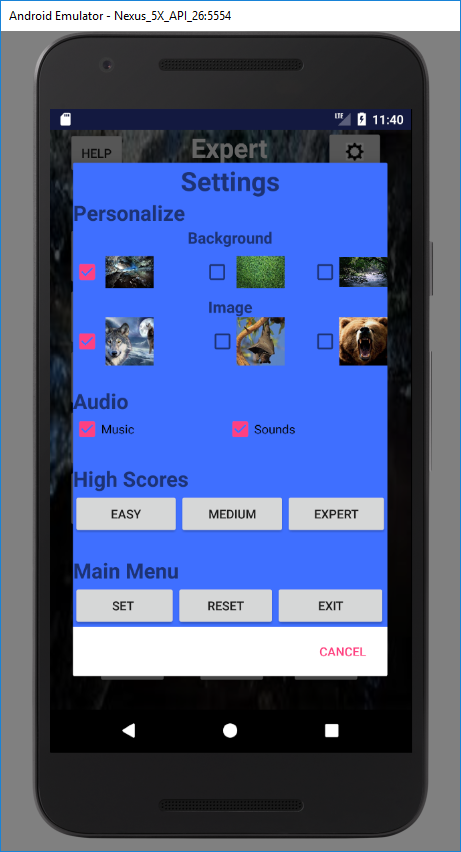 Android Emulator - Nexus_5X_API_26:5554
LTE 11:40
HELP Expert
Settings
Personalize
Background
Image
Audio
Music Sounds
High Scores
EASY MEDIUM EXPERT
Main Menu
SET RESET EXIT
CANCEL